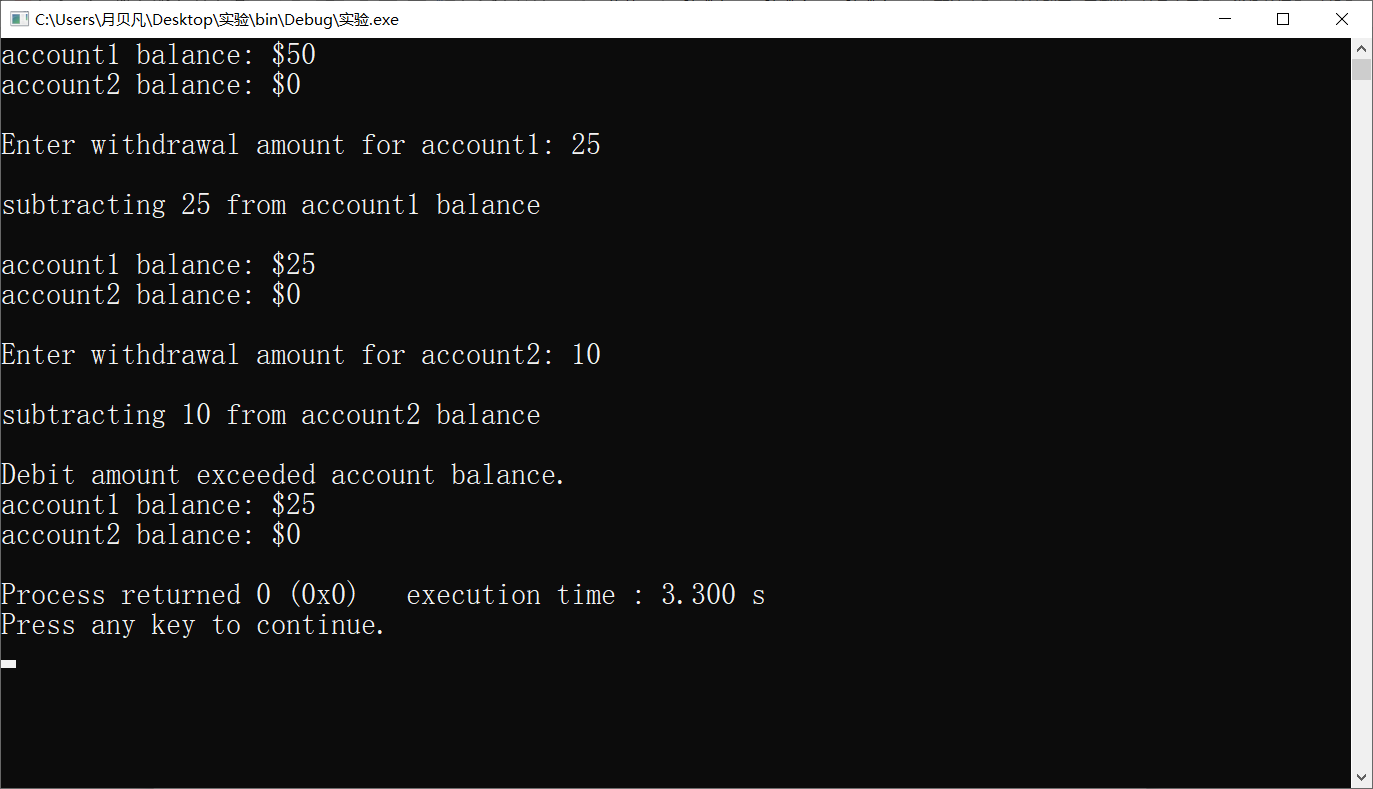 C:\Users\月贝凡\Desktop\实验\bin\Debug\实验.exe
account1 balance: $50
account2 balance: $0
Enter withdrawal amount for account1: 25
subtracting 25 from account1 balance
account1 balance: $25
account2 balance: $0
Enter withdrawal amount for account2: 10
subtracting 10 from account2 balance
Debit amount exceeded account balance.
account1 balance: $25
account2 balance: $0
Process returned 0 (0x0)   execution time : 3.300 s
Press any key to continue.